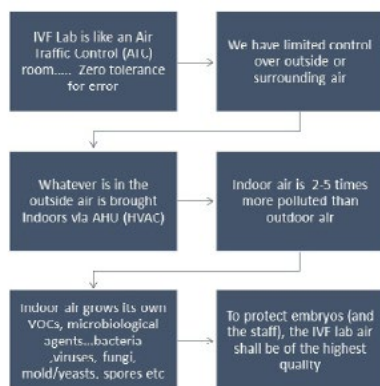 IVF Lab is like an Air
Traffic Control (ATC)
room..... Zero tolerance
for error
We have limited control
over outside or
surrounding air
Whatever is in the
outside air is brought
Indoors via AHU (HVAC)
Indoor air is 2-5 times
more polluted than
outdoor air
Indoor air grows its own
VOCs, microbiological
agents...bacteria
,viruses, fungi,
mold/yeasts, spores etc
To protect embryos (and
the staff), the IVF lab air
shall be of the highest
quality